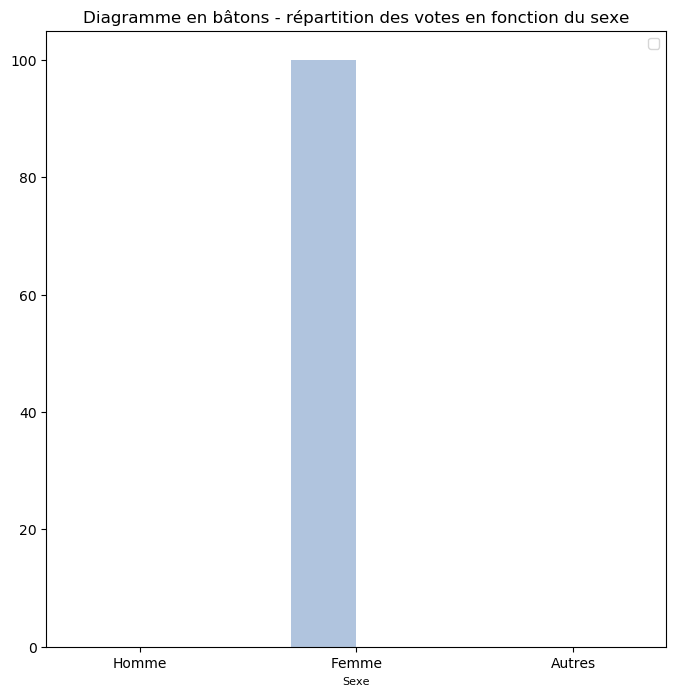 Diagramme en bâtons - répartition des votes en fonction du sexe
100
80
60
40
20
0
Homme
Femme
Autres
Sexe